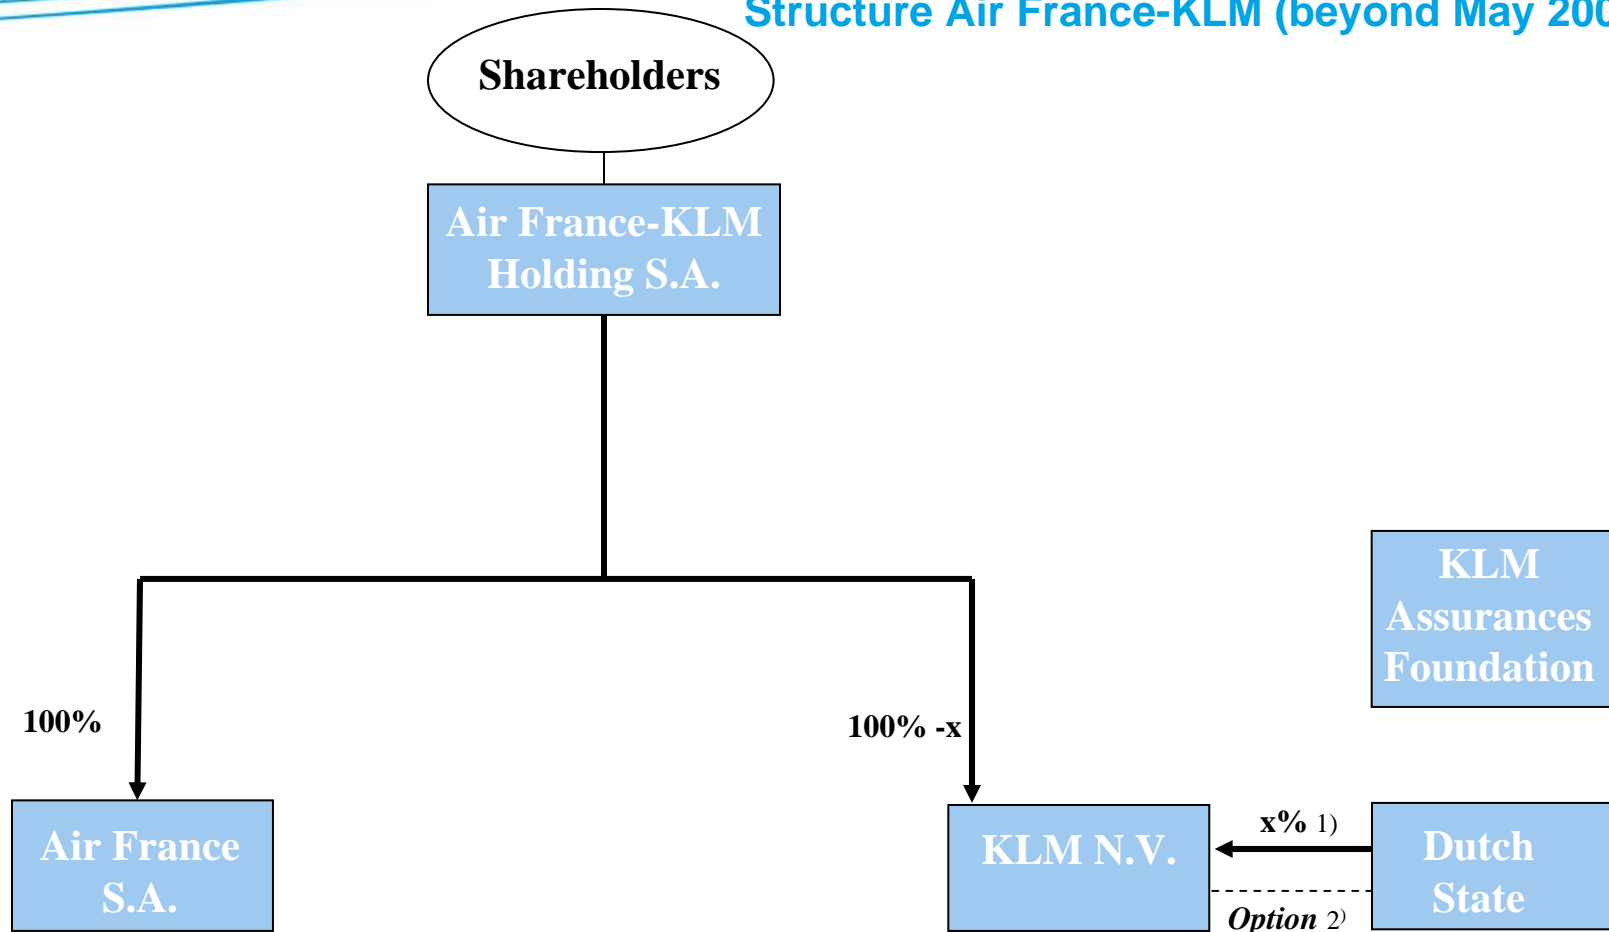 Structure Air France-KLM (beyond May 200
Shareholders
Air France-KLM
Holding S.A.
KLM
Assurances
Foundation
100%
100% -x
x% 1)
Air France
S.A.
KLM N.V.
Dutch
State
Option 2)